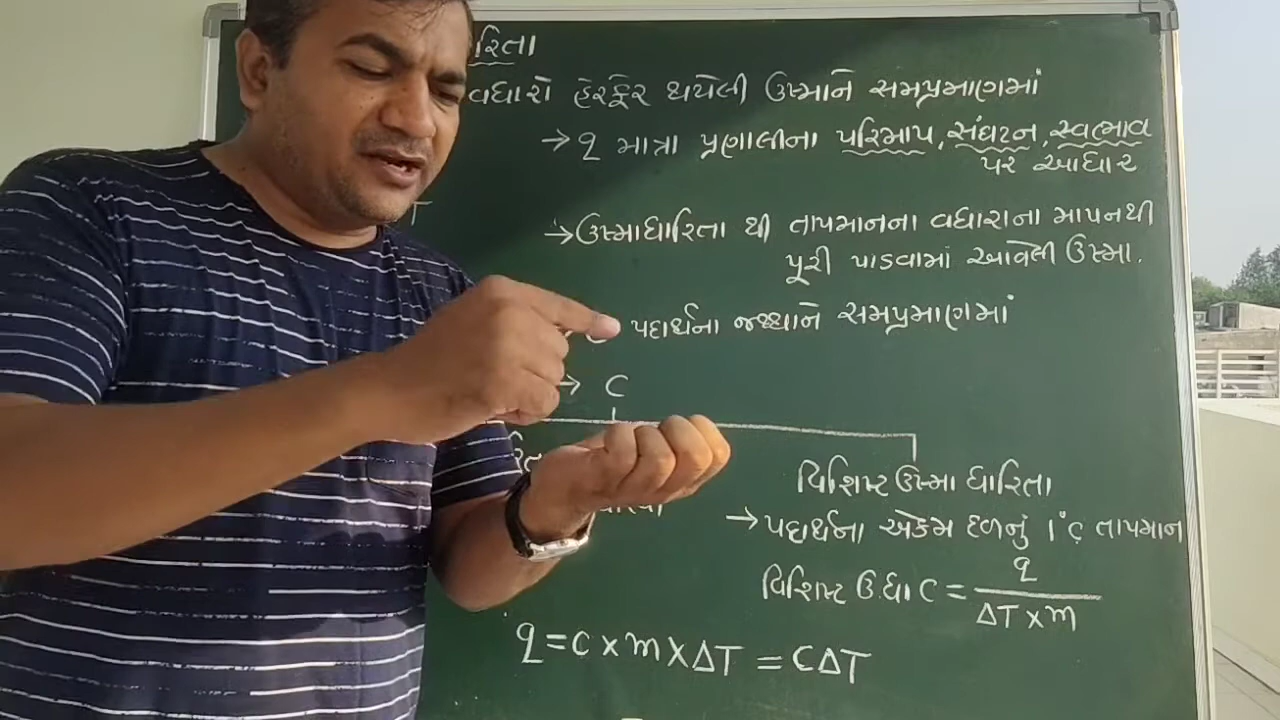 રિતા
વધારો હેરફેર થયેલી ઉષ્માને સમપ્રમાણમાં
→ q માત્રા પ્રણાલીના પરિમાપ, સંઘટન, સ્વભાવ
પર આધાર
T
→ ઉષ્માધારિતા થી તાપમાનના વધારાના માપનથી
પૂરી પાડવામાં આવેલી ઉષ્મા.
પદાર્થના જથ્થાને સમપ્રમાણમાં
→ C
વિશિષ્ટ ઉષ્મા ધારિતા
→ પદાર્થના એકમ દળનું 1°C તાપમાન
વિશિષ્ટ ઉ.ધા C = q / ΔT × m
q = C × m × ΔT = CΔT